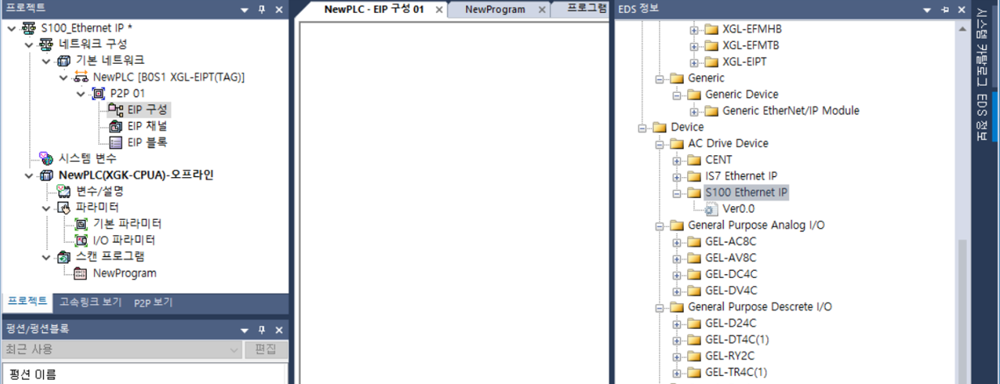 프로젝트
S100_Ethernet IP *
네트워크 구성
기본 네트워크
NewPLC [B0S1 XGL-EIPT(TAG)]
P2P 01
EIP 구성
EIP 채널
EIP 블록
시스템 변수
NewPLC(XGK-CPUA)-오프라인
변수/설명
파라미터
기본 파라미터
I/O 파라미터
스캔 프로그램
NewProgram
프로젝트 고속링크 보기 P2P 보기
펑션/펑션블록
최근 사용 편집
펑션 이름
NewPLC - EIP 구성 01 NewProgram 프로그램
EDS 정보
XGL-EFMHB
XGL-EFMTB
XGL-EIPT
Generic
Generic Device
Generic EtherNet/IP Module
Device
AC Drive Device
CENT
IS7 Ethernet IP
S100 Ethernet IP
Ver0.0
General Purpose Analog I/O
GEL-AC8C
GEL-AV8C
GEL-DC4C
GEL-DV4C
General Purpose Descrete I/O
GEL-D24C
GEL-DT4C(1)
GEL-RY2C
GEL-TR4C(1)
시스템 카탈로그
EDS 정보